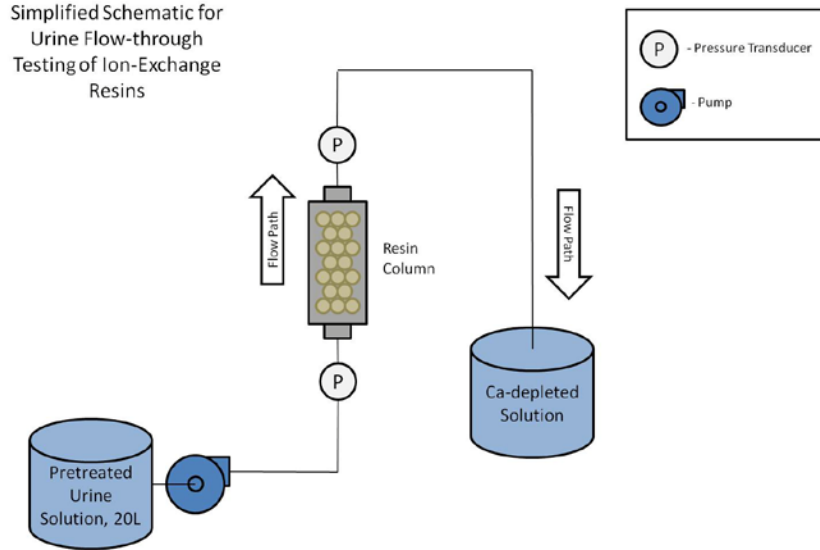 Simplified Schematic for
Urine Flow-through
Testing of Ion-Exchange
Resins
P
- Pressure Transducer
- Pump
P
Flow Path
Resin
Column
Flow Path
P
Ca-depleted
Solution
Pretreated
Urine
Solution, 20L